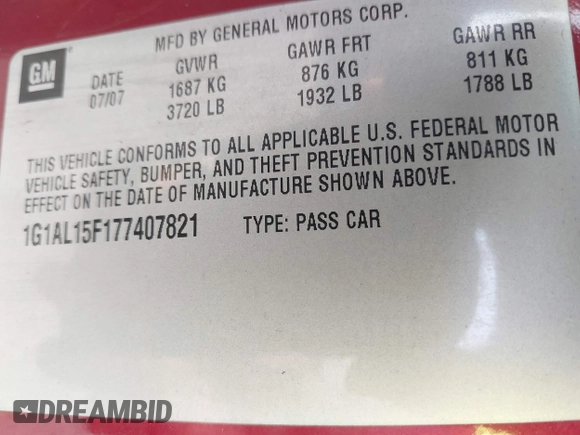 MFD BY GENERAL MOTORS CORP.
GM
DATE GVWR GAWR FRT GAWR RR
07/07 1687 KG 876 KG 811 KG
3720 LB 1932 LB 1788 LB
THIS VEHICLE CONFORMS TO ALL APPLICABLE U.S. FEDERAL MOTOR
VEHICLE SAFETY, BUMPER, AND THEFT PREVENTION STANDARDS IN
EFFECT ON THE DATE OF MANUFACTURE SHOWN ABOVE.
1G1AL15F177407821 TYPE: PASS CAR
DREAMBID